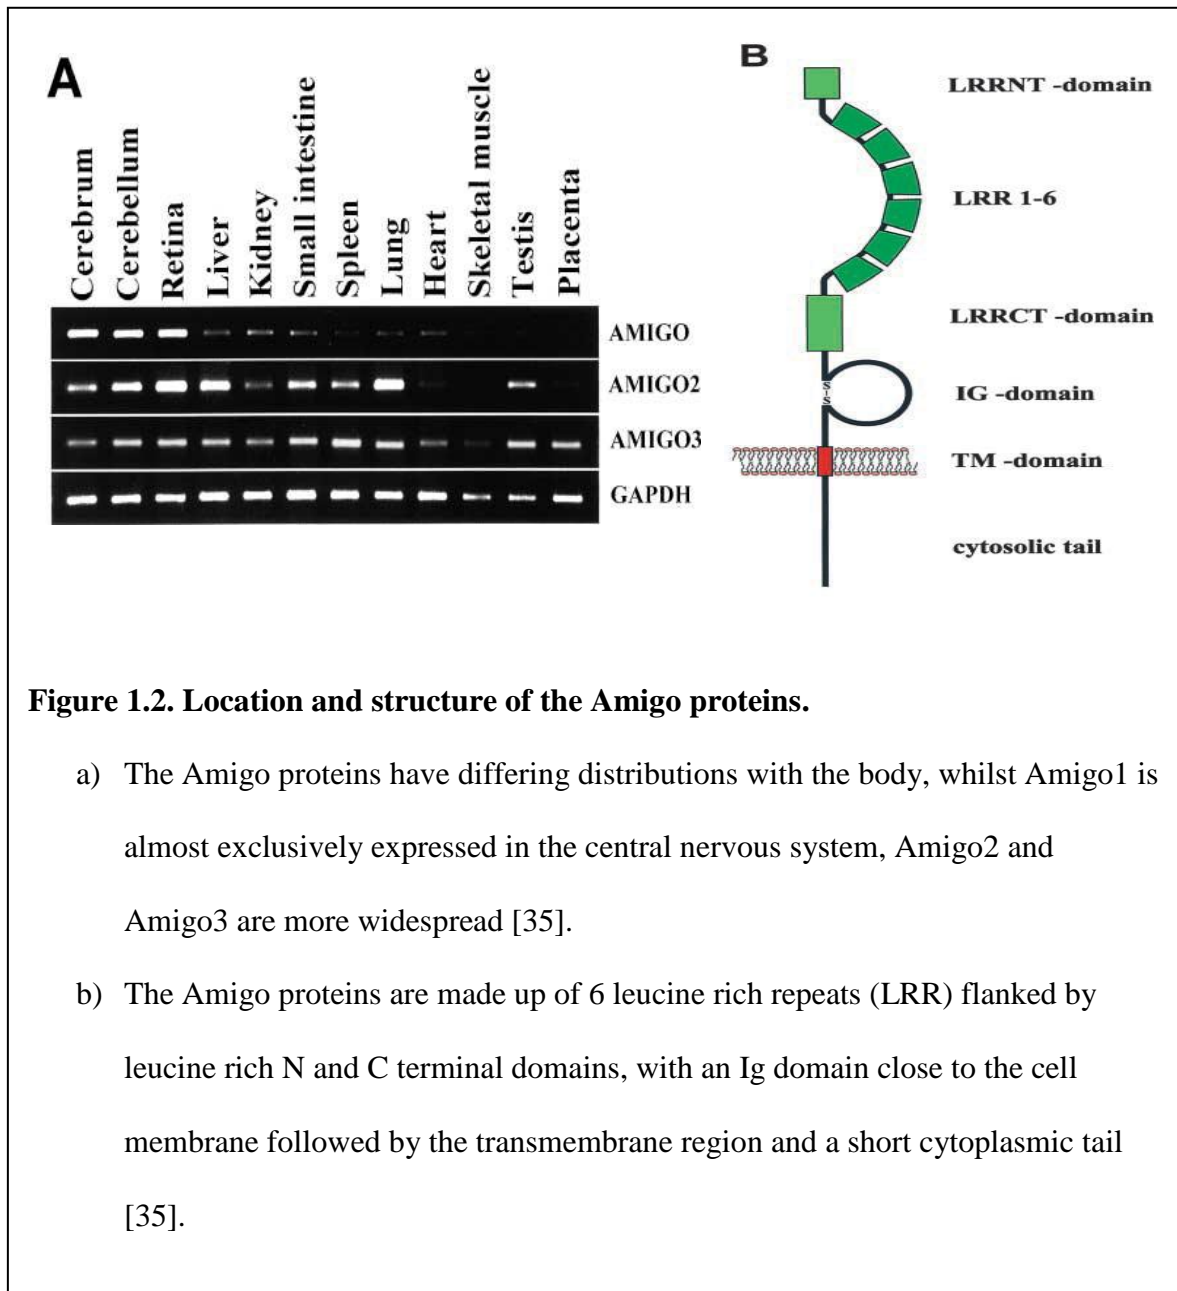 A
Cerebrum
Cerebellum
Retina
Liver
Kidney
Small intestine
Spleen
Lung
Heart
Skeletal muscle
Testis
Placenta
AMIGO
AMIGO2
AMIGO3
GAPDH
B
LRRNT -domain
LRR 1-6
LRRCT -domain
S-S
IG -domain
TM -domain
cytosolic tail
Figure 1.2. Location and structure of the Amigo proteins.
a) The Amigo proteins have differing distributions with the body, whilst Amigo1 is
almost exclusively expressed in the central nervous system, Amigo2 and
Amigo3 are more widespread [35].
b) The Amigo proteins are made up of 6 leucine rich repeats (LRR) flanked by
leucine rich N and C terminal domains, with an Ig domain close to the cell
membrane followed by the transmembrane region and a short cytoplasmic tail
[35].